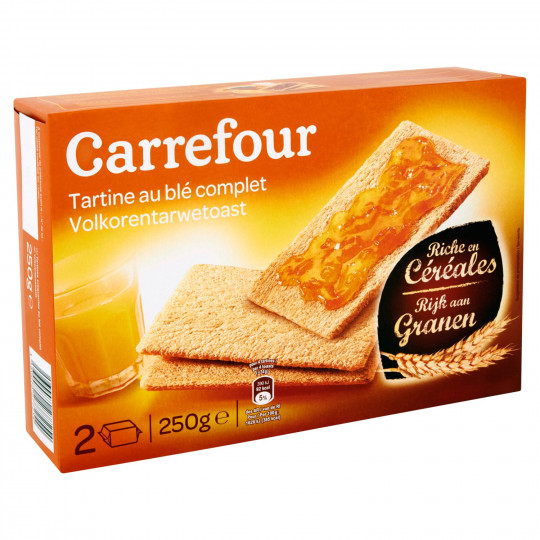 Carrefour
Tartine au blé complet
Volkorentarwetoast
Riche en
Céréales
Rijk aan
Granen
5%
2
250g e
250g e